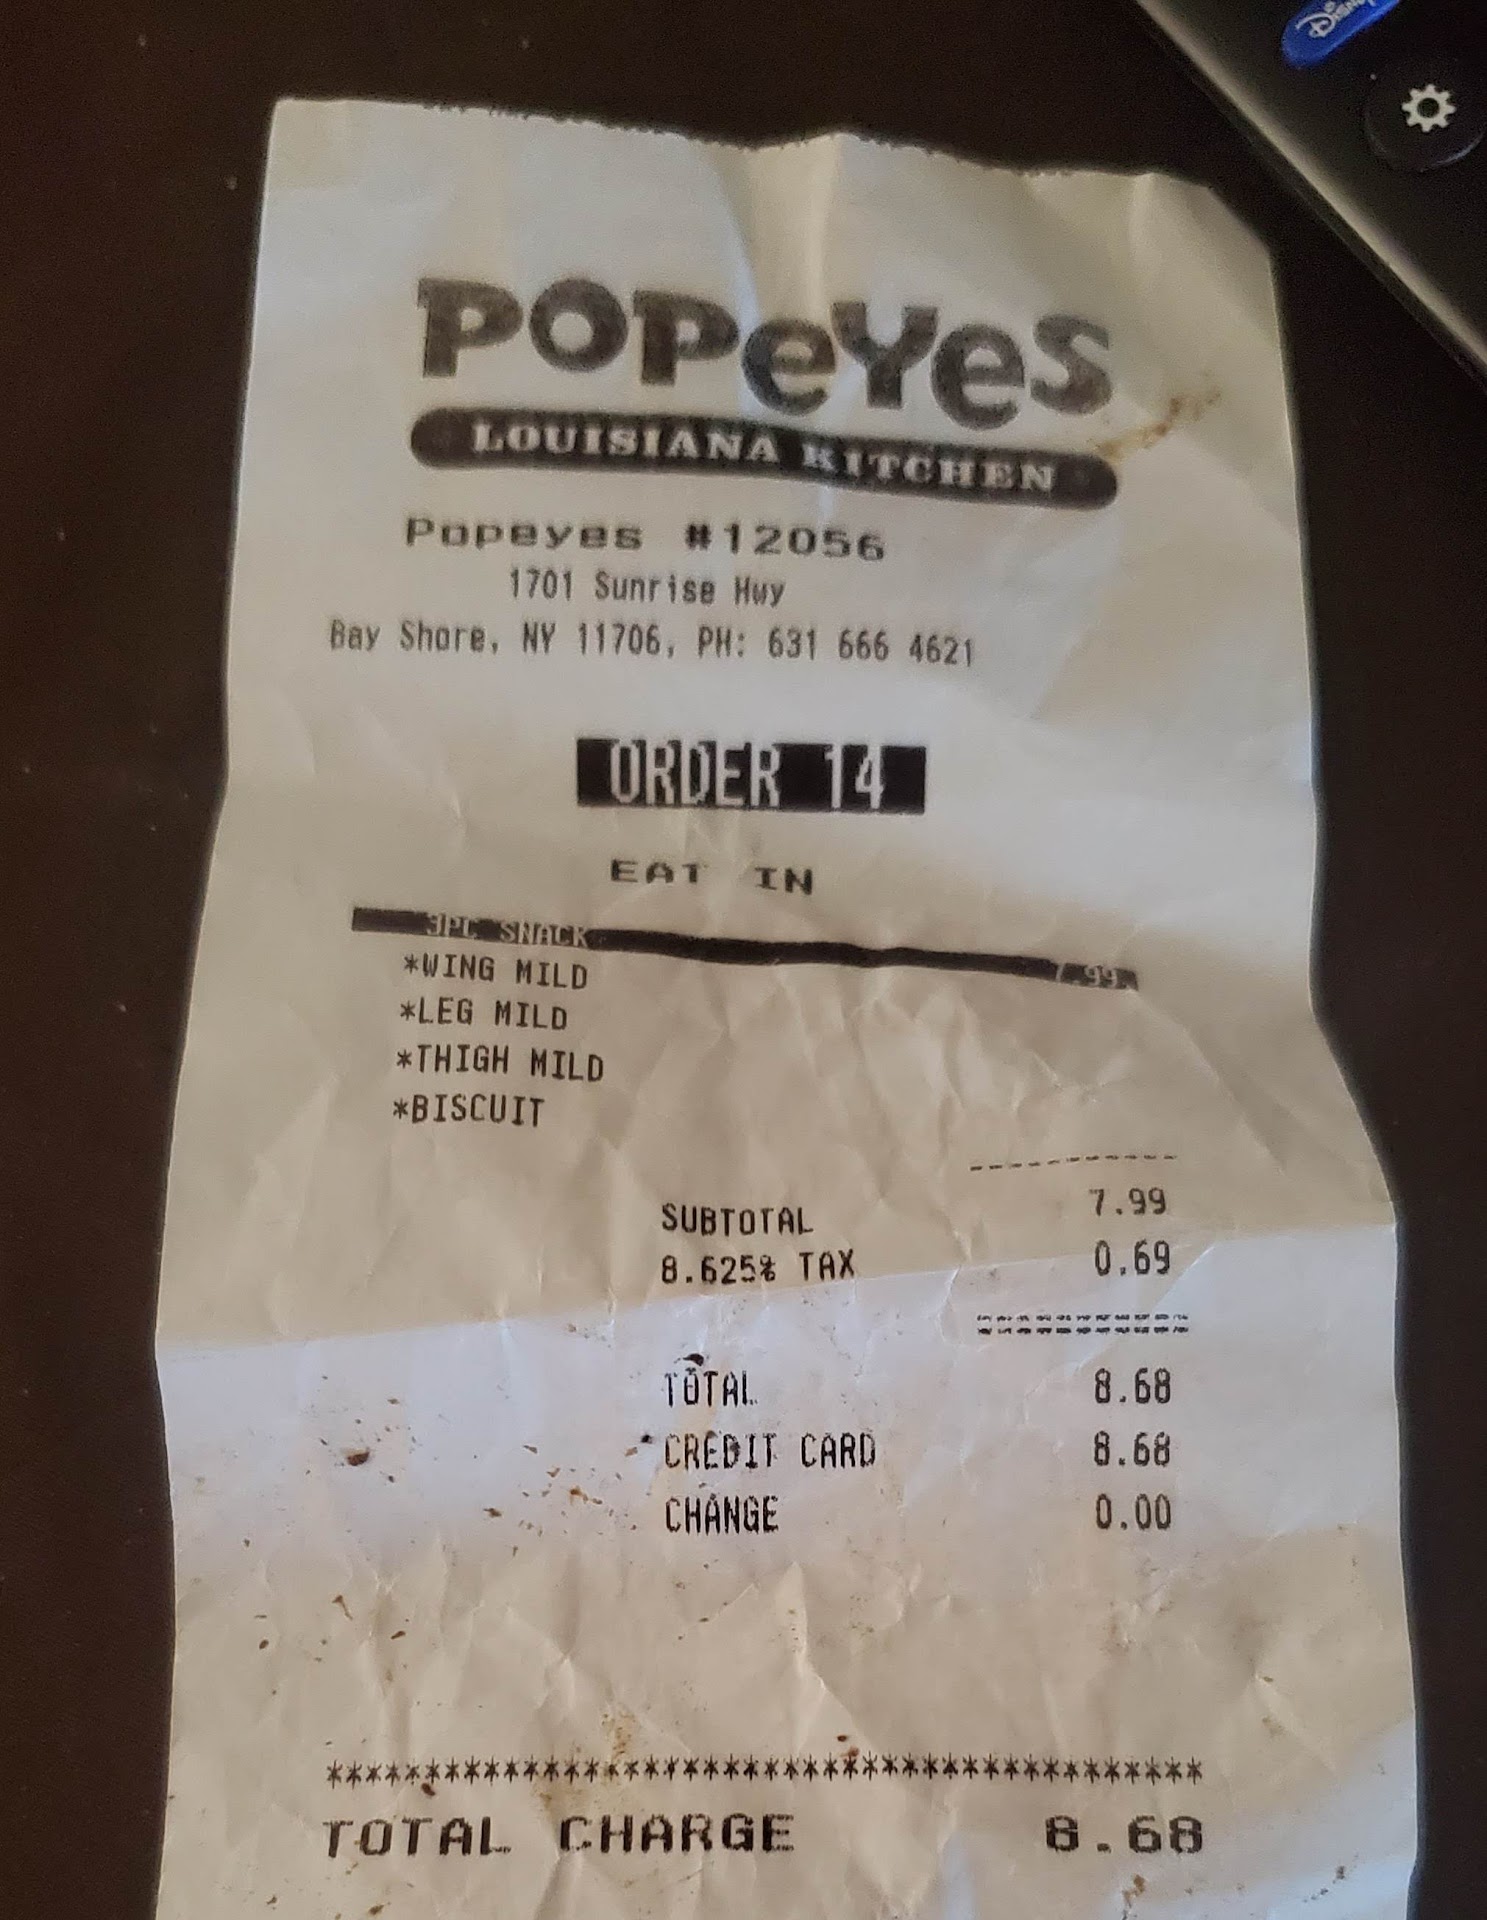 Disney
POPEYES
LOUISIANA KITCHEN
Popeyes #12056
1701 Sunrise Hwy
Bay Shore, NY 11706, PH: 631 666 4621
ORDER 14
EAT IN
3PC SNACK 7.99
*WING MILD
*LEG MILD
*THIGH MILD
*BISCUIT
SUBTOTAL 7.99
8.625% TAX 0.69
TOTAL 8.68
CREDIT CARD 8.68
CHANGE 0.00
******************************************** 
TOTAL CHARGE 8.68